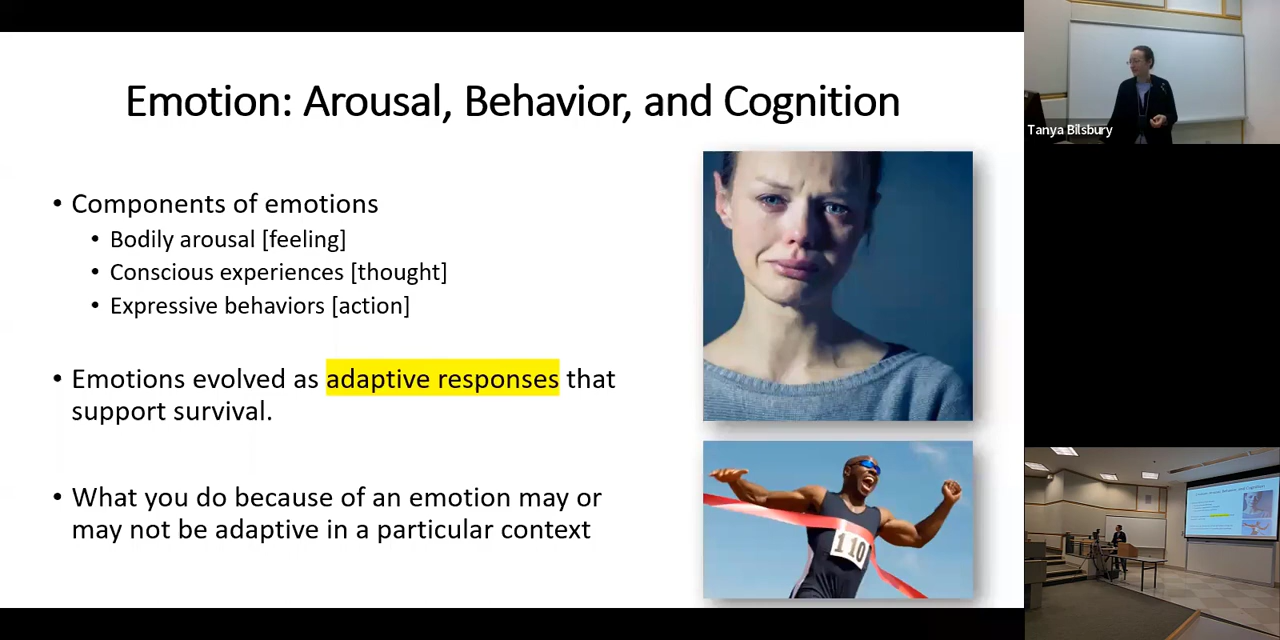 Emotion: Arousal, Behavior, and Cognition
• Components of emotions
• Bodily arousal [feeling]
• Conscious experiences [thought]
• Expressive behaviors [action]
• Emotions evolved as adaptive responses that
support survival.
• What you do because of an emotion may or
may not be adaptive in a particular context
110
Tanya Bilsbury